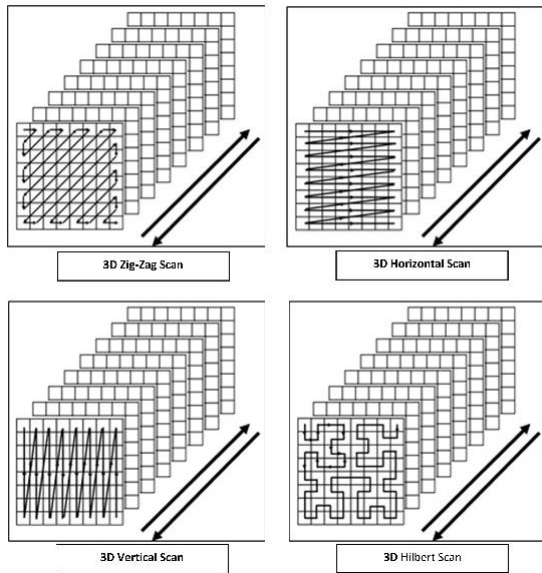 3D Zig-Zag Scan
3D Horizontal Scan
3D Vertical Scan
3D Hilbert Scan